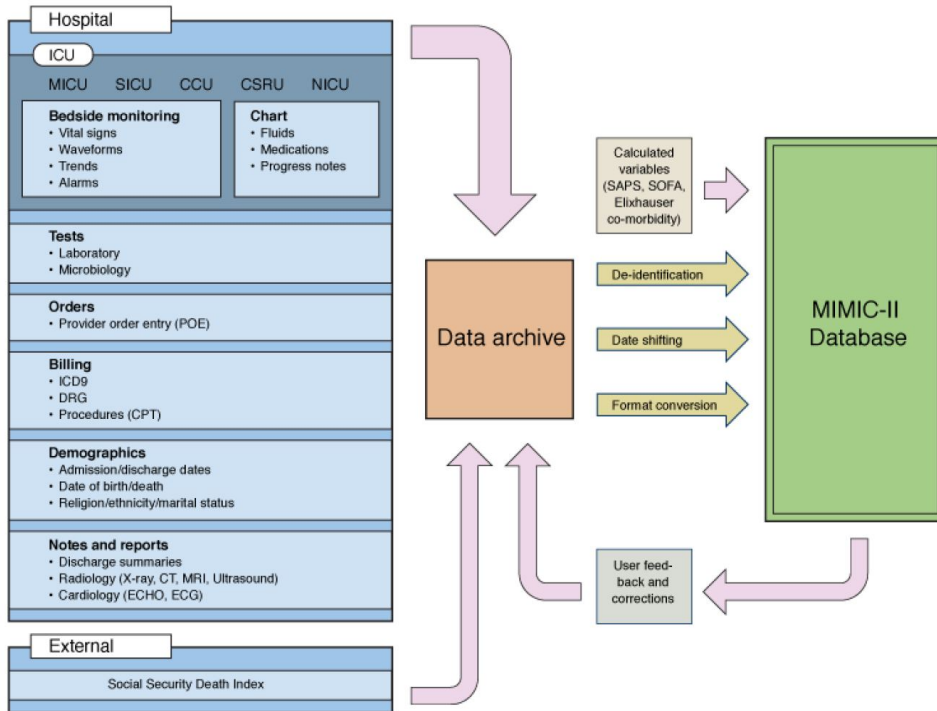 Hospital
ICU
MICU SICU CCU CSRU NICU
Bedside monitoring
• Vital signs
• Waveforms
• Trends
• Alarms
Chart
• Fluids
• Medications
• Progress notes
Tests
• Laboratory
• Microbiology
Orders
• Provider order entry (POE)
Billing
• ICD9
• DRG
• Procedures (CPT)
Demographics
• Admission/discharge dates
• Date of birth/death
• Religion/ethnicity/marital status
Notes and reports
• Discharge summaries
• Radiology (X-ray, CT, MRI, Ultrasound)
• Cardiology (ECHO, ECG)
External
Social Security Death Index
Data archive
Calculated
variables
(SAPS, SOFA,
Elixhauser
co-morbidity)
De-identification
Date shifting
Format conversion
MIMIC-II
Database
User feed-
back and
corrections